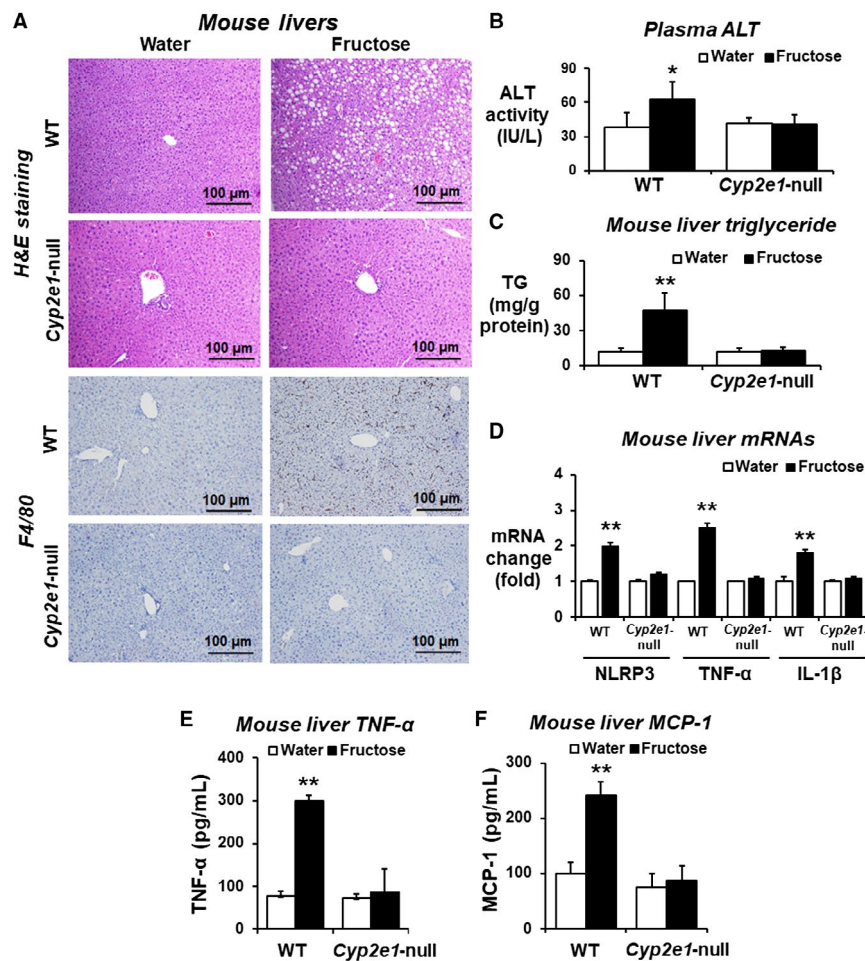 A
Mouse livers
Water Fructose
H&E staining
WT
100 µm 100 µm
Cyp2e1-null
100 µm 100 µm
F4/80
WT
100 µm 100 µm
Cyp2e1-null
100 µm 100 µm
B
Plasma ALT
Water Fructose
ALT
activity
(IU/L)
90
60
30
0
*
WT Cyp2e1-null
C
Mouse liver triglyceride
Water Fructose
TG
(mg/g
protein)
90
60
30
0
**
WT Cyp2e1-null
D
Mouse liver mRNAs
Water Fructose
mRNA
change
(fold)
4
3
2
1
0
** ** **
WT Cyp2e1-null WT Cyp2e1-null WT Cyp2e1-null
NLRP3 TNF-α IL-1β
E
Mouse liver TNF-α
Water Fructose
TNF-α (pg/mL)
400
300
200
100
0
**
WT Cyp2e1-null
F
Mouse liver MCP-1
Water Fructose
MCP-1 (pg/mL)
300
200
100
0
**
WT Cyp2e1-null